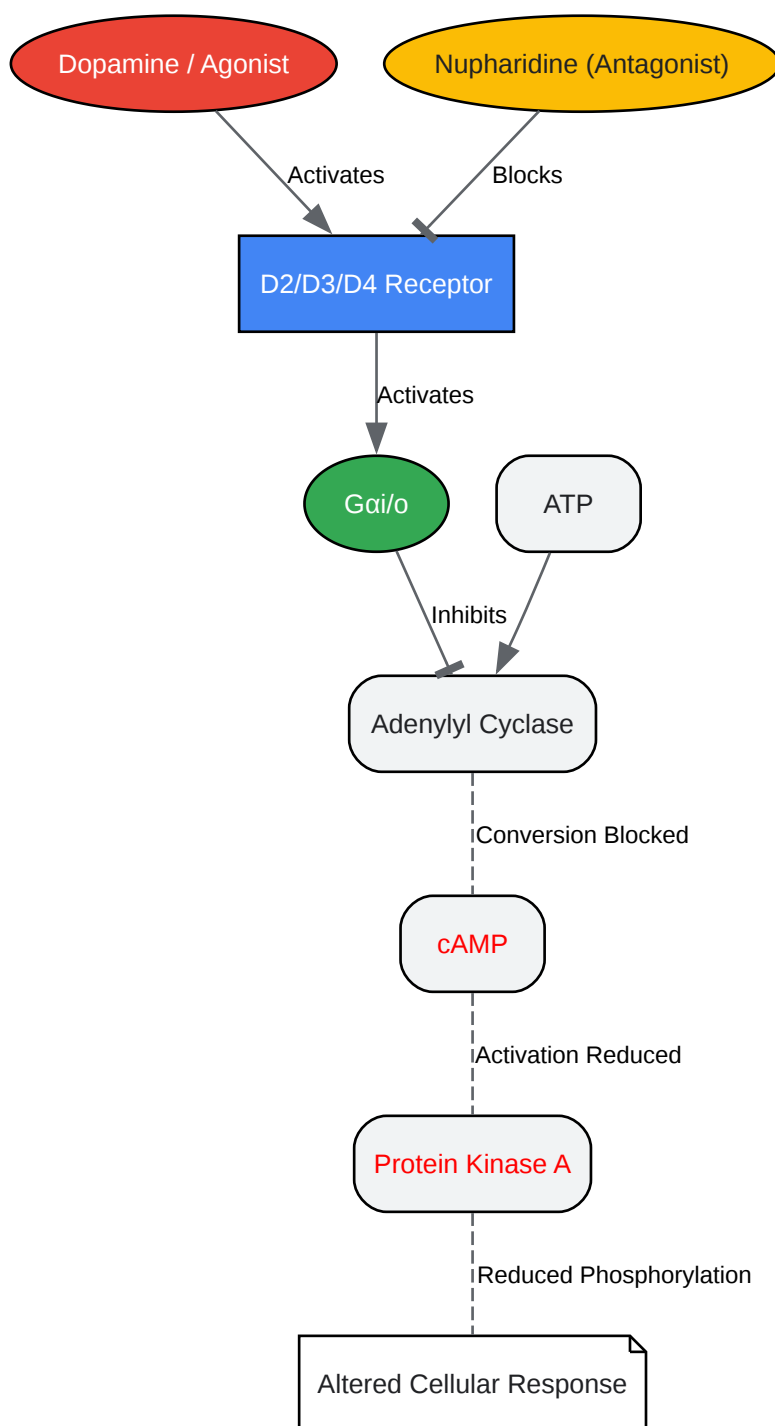 Dopamine / Agonist
Nupharidine (Antagonist)
Activates
Blocks
D2/D3/D4 Receptor
Activates
Gαi/o
ATP
Inhibits
Adenylyl Cyclase
Conversion Blocked
cAMP
Activation Reduced
Protein Kinase A
Reduced Phosphorylation
Altered Cellular Response